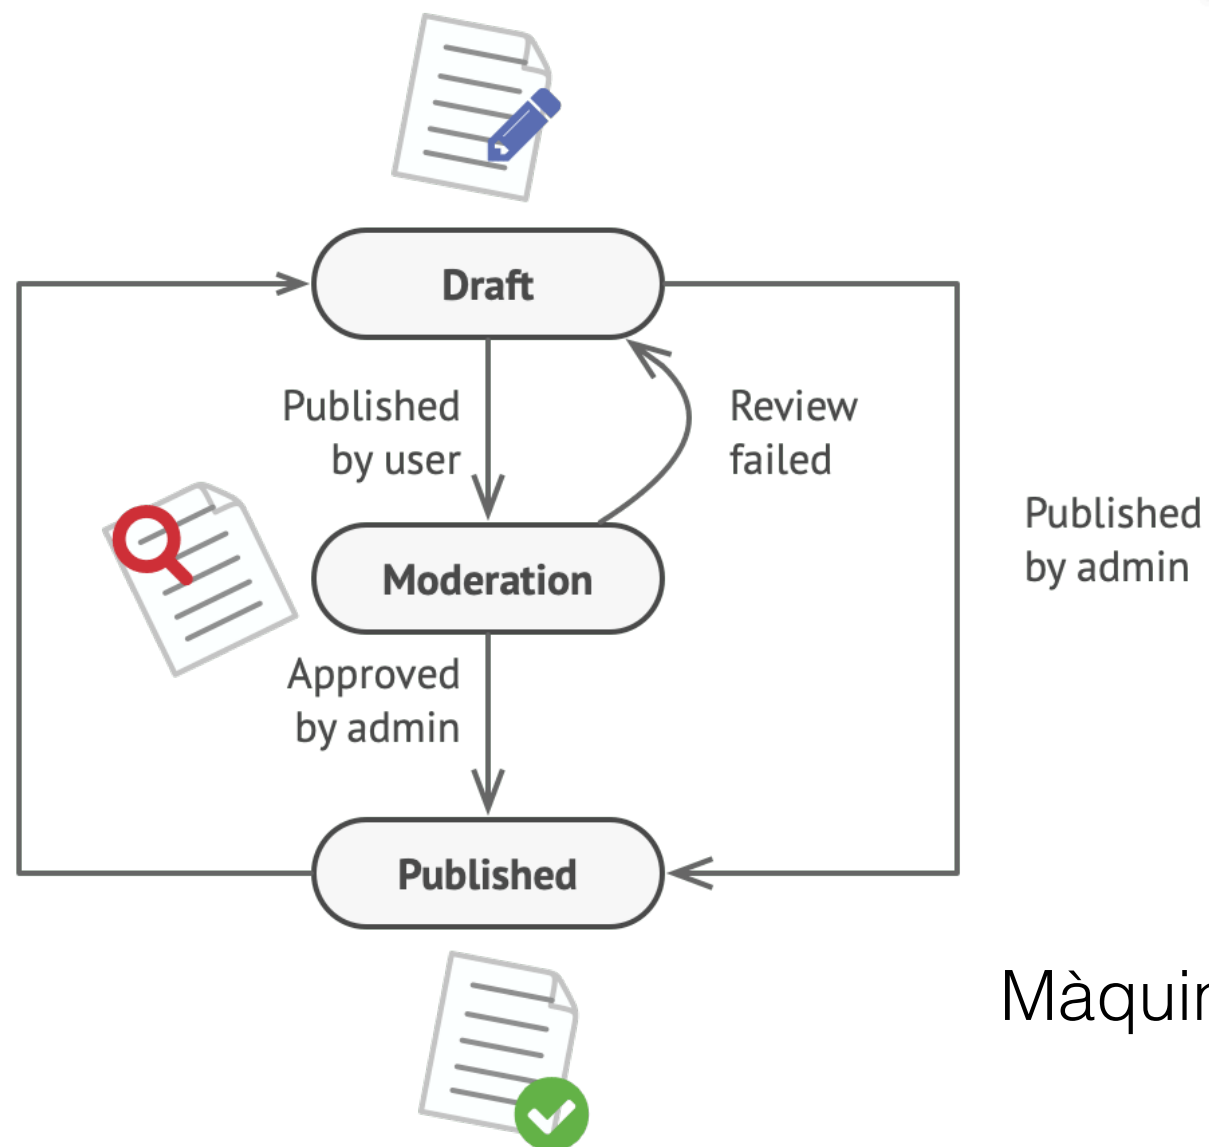 Draft
Published
by user
Review
failed
Published
by admin
Moderation
Approved
by admin
Published